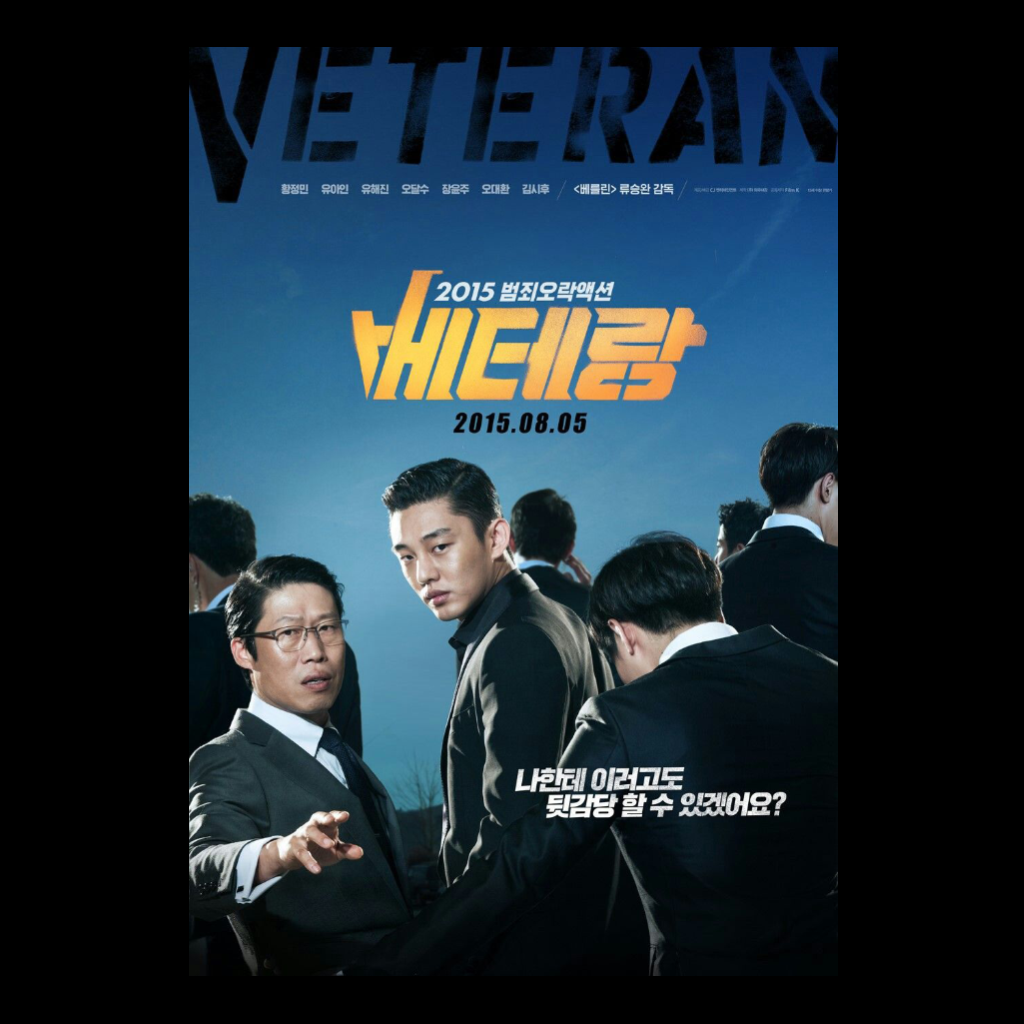 VETERAN
황정민 유아인 유해진 오달수 장윤주 오대환 김시후 / <베를린> 류승완 감독 /
2015 범죄오락액션
베테랑
2015.08.05
나한테 이러고도
뒷감당 할 수 있겠어요?